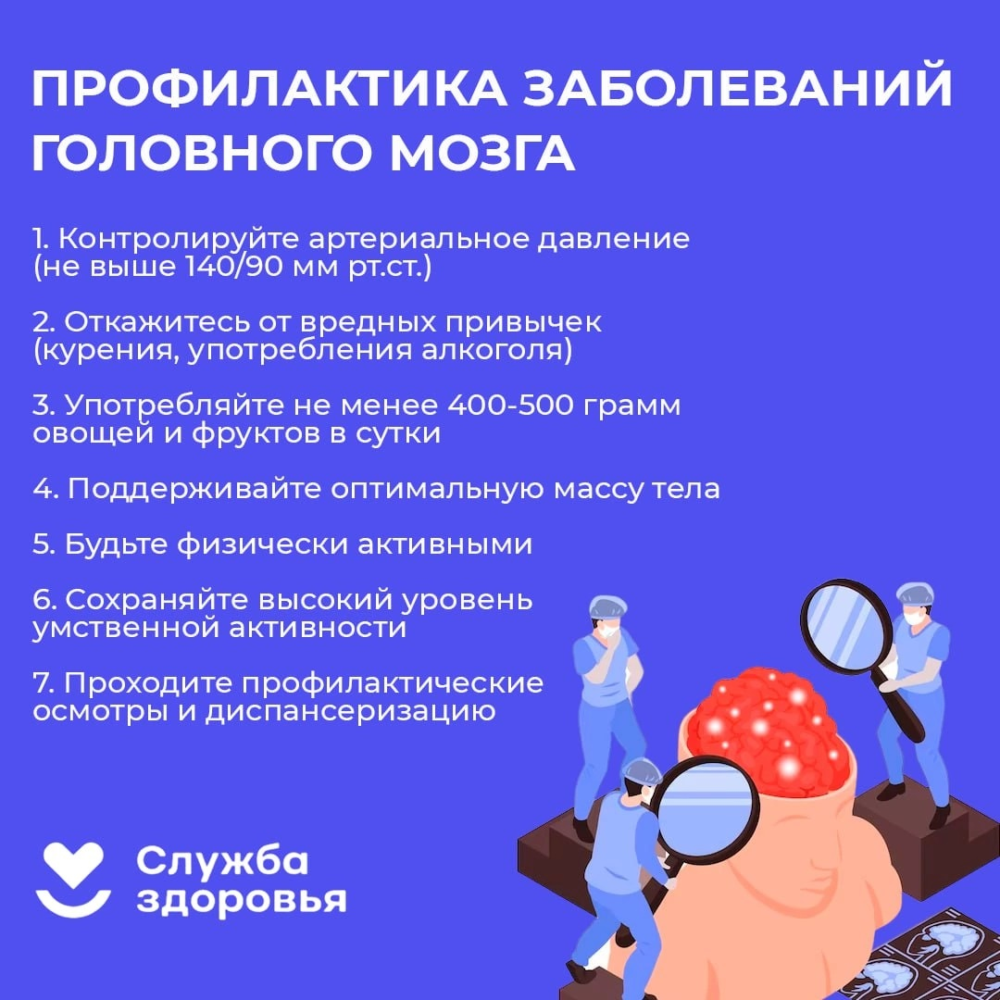 ПРОФИЛАКТИКА ЗАБОЛЕВАНИЙ
ГОЛОВНОГО МОЗГА
1. Контролируйте артериальное давление
(не выше 140/90 мм рт.ст.)
2. Откажитесь от вредных привычек
(курения, употребления алкоголя)
3. Употребляйте не менее 400-500 грамм
овощей и фруктов в сутки
4. Поддерживайте оптимальную массу тела
5. Будьте физически активными
6. Сохраняйте высокий уровень
умственной активности
7. Проходите профилактические
осмотры и диспансеризацию
Служба
здоровья